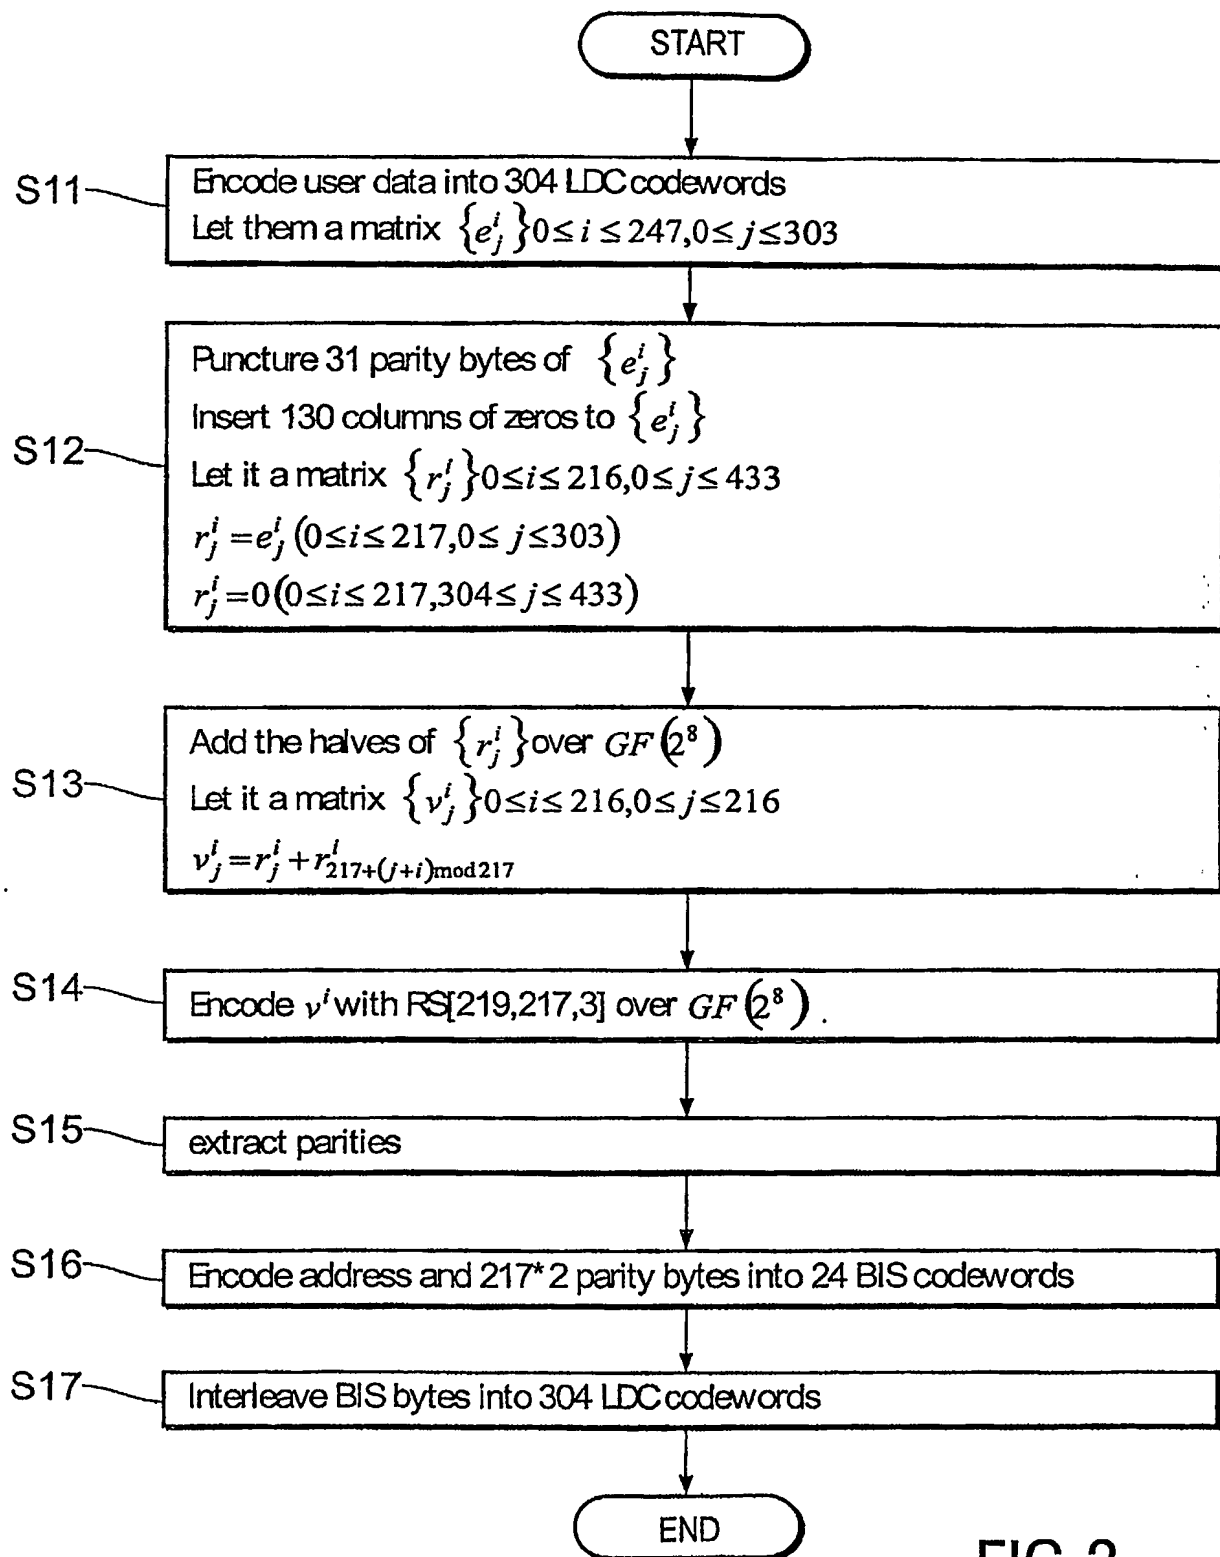 START
S11
Encode user data into 304 LDC codewords
Let them a matrix {e_j^i} 0≤i≤247,0≤j≤303
S12
Puncture 31 parity bytes of {e_j^i}
Insert 130 columns of zeros to {e_j^i}
Let it a matrix {r_j^i} 0≤i≤216,0≤j≤433
r_j^i=e_j^i (0≤i≤217,0≤j≤303)
r_j^i=0(0≤i≤217,304≤j≤433)
S13
Add the halves of {r_j^i} over GF(2^8)
Let it a matrix {v_j^i} 0≤i≤216,0≤j≤216
v_j^i=r_j^i+r^i_{217+(j+i)mod217}
S14
Encode v^i with RS[219,217,3] over GF(2^8).
S15
extract parities
S16
Encode address and 217*2 parity bytes into 24 BIS codewords
S17
Interleave BIS bytes into 304 LDC codewords
END